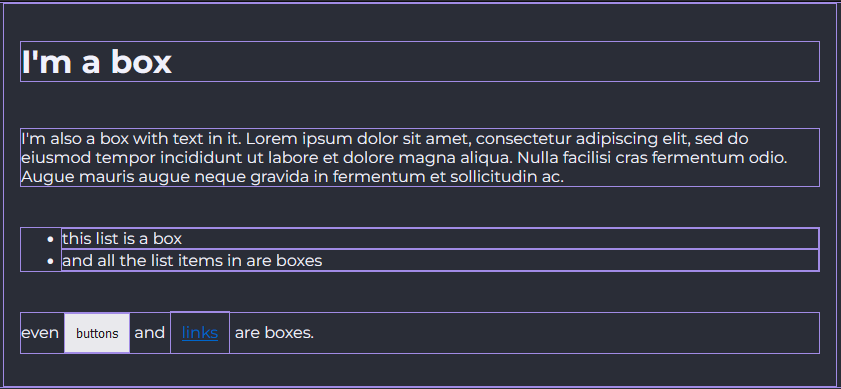 I'm a box
I'm also a box with text in it. Lorem ipsum dolor sit amet, consectetur adipiscing elit, sed do
eiusmod tempor incididunt ut labore et dolore magna aliqua. Nulla facilisi cras fermentum odio.
Augue mauris augue neque gravida in fermentum et sollicitudin ac.
• this list is a box
• and all the list items in are boxes
even buttons and links are boxes.